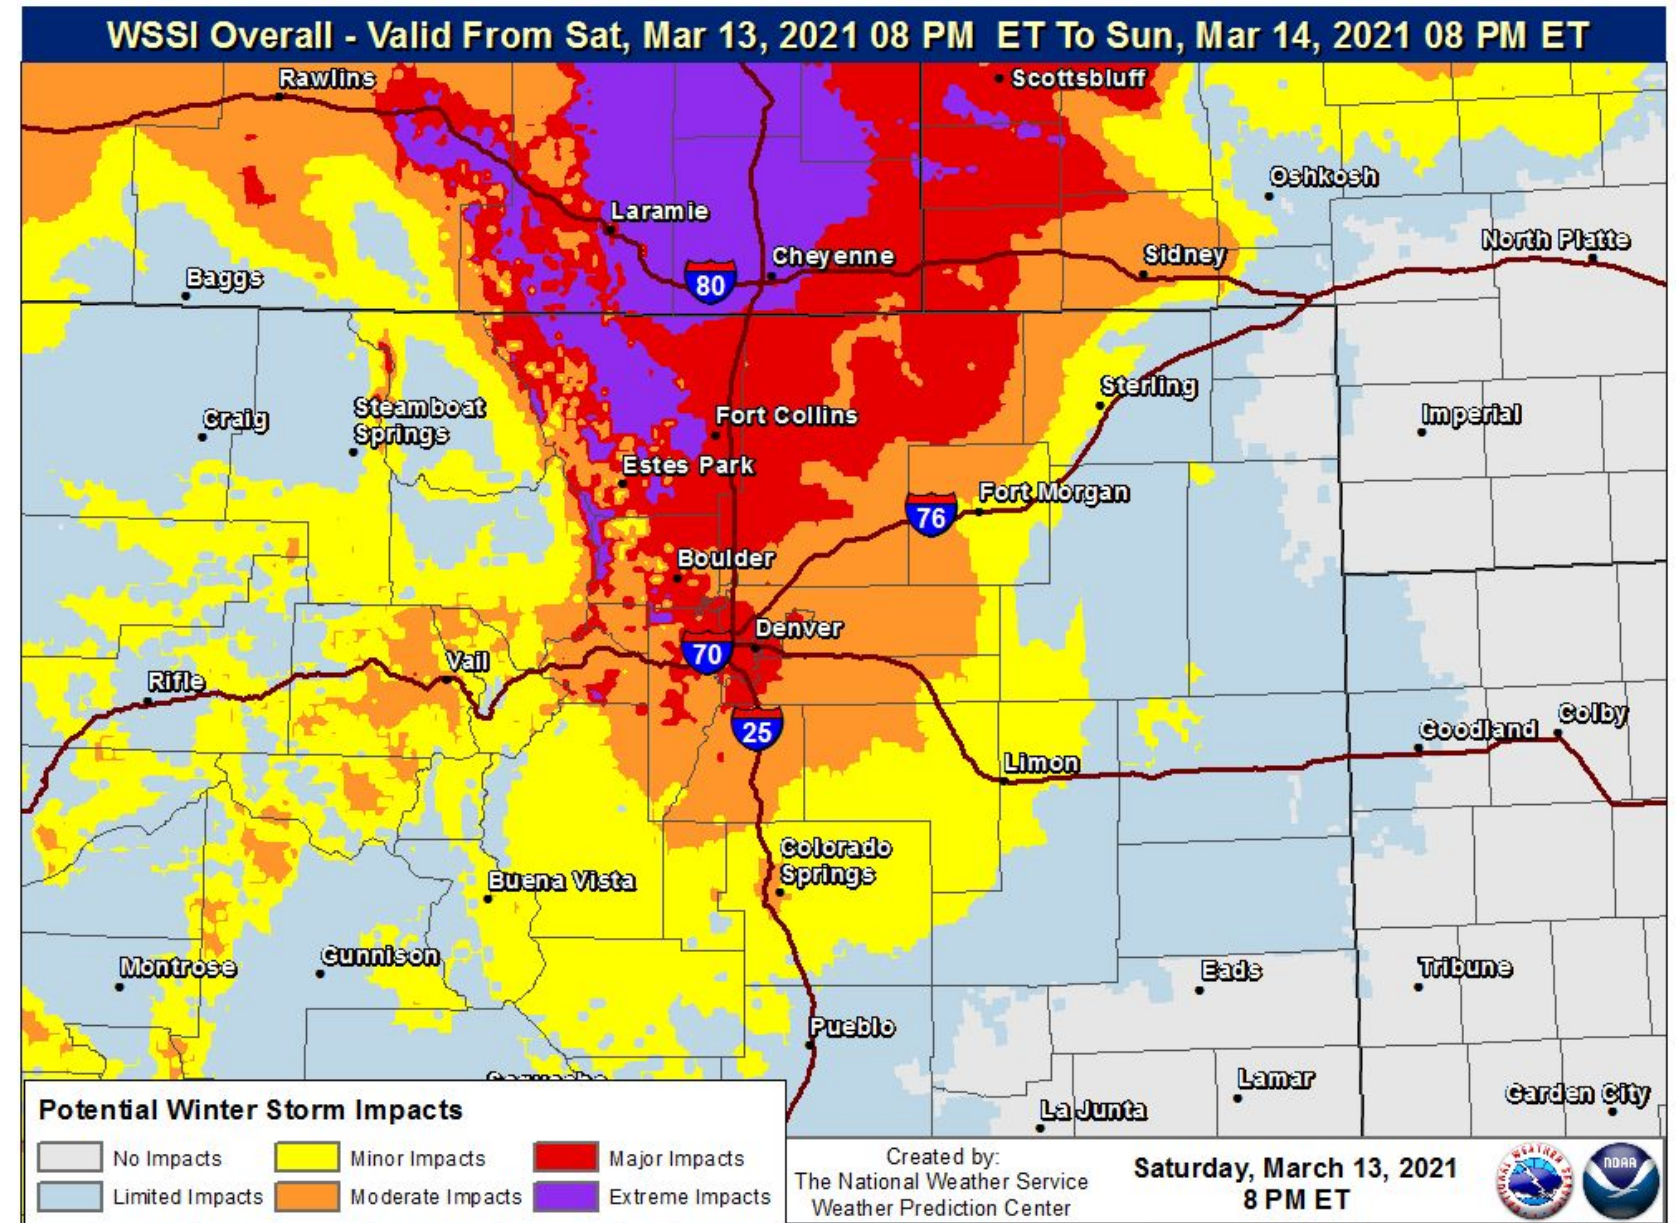 WSSI Overall - Valid From Sat, Mar 13, 2021 08 PM ET To Sun, Mar 14, 2021 08 PM ET
Rawlins
Scottsbluff
Oshkosh
Laramie
North Platte
Cheyenne
Sidney
Baggs
80
Sterling
Craig
Steamboat
Springs
Fort Collins
Imperial
Estes Park
Fort Morgan
76
Boulder
Denver
70
Vail
Rifle
25
Goodland
Colby
Limon
Colorado
Springs
Buena Vista
Montrose
Gunnison
Eads
Tribune
Pueblo
Lamar
La Junta
Garden City
Potential Winter Storm Impacts
No Impacts
Minor Impacts
Major Impacts
Limited Impacts
Moderate Impacts
Extreme Impacts
Created by:
The National Weather Service
Weather Prediction Center
Saturday, March 13, 2021
8 PM ET
NOAA